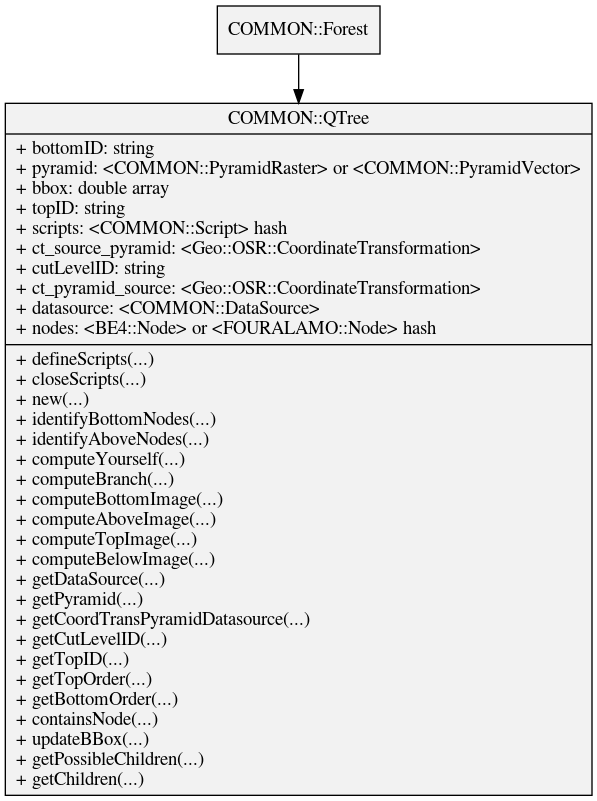 COMMON::Forest
COMMON::QTree
+ bottomID: string
+ pyramid: <COMMON::PyramidRaster> or <COMMON::PyramidVector>
+ bbox: double array
+ topID: string
+ scripts: <COMMON::Script> hash
+ ct_source_pyramid: <Geo::OSR::CoordinateTransformation>
+ cutLevelID: string
+ ct_pyramid_source: <Geo::OSR::CoordinateTransformation>
+ datasource: <COMMON::DataSource>
+ nodes: <BE4::Node> or <FOURALAMO::Node> hash
+ defineScripts(...)
+ closeScripts(...)
+ new(...)
+ identifyBottomNodes(...)
+ identifyAboveNodes(...)
+ computeYourself(...)
+ computeBranch(...)
+ computeBottomImage(...)
+ computeAboveImage(...)
+ computeTopImage(...)
+ computeBelowImage(...)
+ getDataSource(...)
+ getPyramid(...)
+ getCoordTransPyramidDatasource(...)
+ getCutLevelID(...)
+ getTopID(...)
+ getTopOrder(...)
+ getBottomOrder(...)
+ containsNode(...)
+ updateBBox(...)
+ getPossibleChildren(...)
+ getChildren(...)